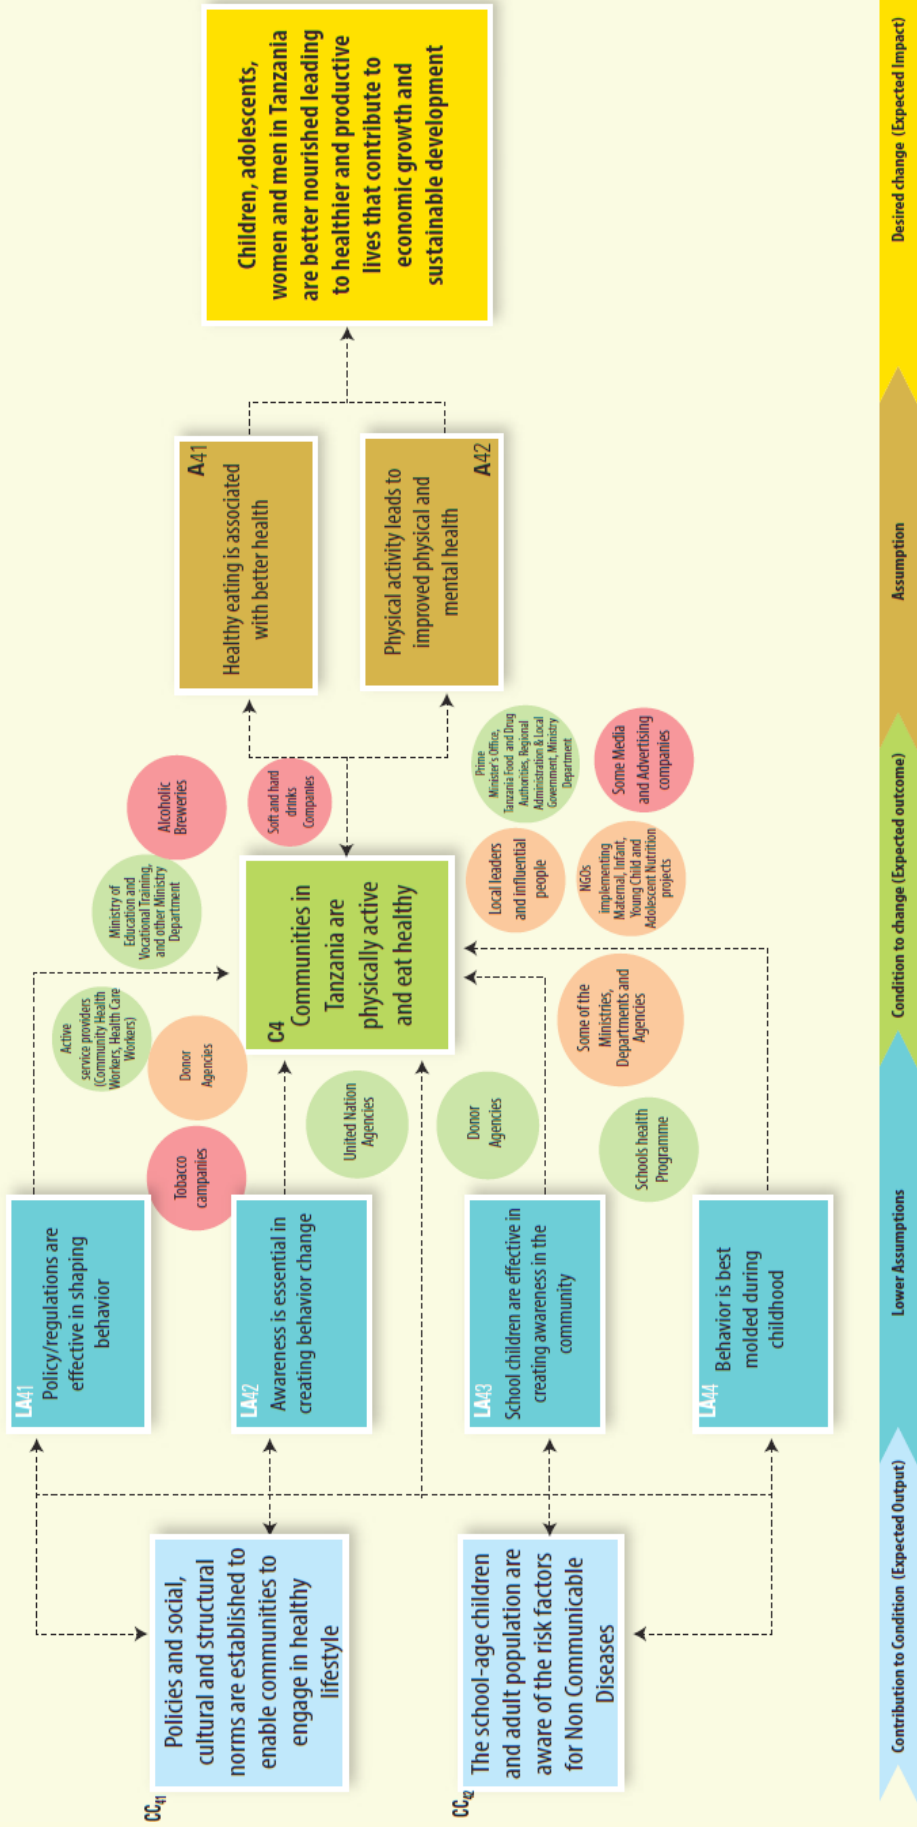 CC41
Policies and social,
cultural and structural
norms are established to
enable communities to
engage in healthy
lifestyle
CC42
The school-age children
and adult population are
aware of the risk factors
for Non Communicable
Diseases
LA41
Policy/regulations are
effective in shaping
behavior
LA42
Awareness is essential in
creating behavior change
LA43
School children are effective in
creating awareness in the
community
LA44
Behavior is best
molded during
childhood
Tobacco
companies
Active
service providers
(Community Health
Workers, Health Care
Workers)
Donor
Agencies
Ministry of
Education and
Vocational Training,
and other Ministry
Department
Alcoholic
Breweries
Soft and hard
drinks
Companies
United Nation
Agencies
Donor
Agencies
Schools health
Programme
Some of the
Ministries,
Departments and
Agencies
Local leaders
and influential
people
NGOs
implementing
Maternal, Infant,
Young Child and
Adolescent Nutrition
projects
Prime
Minister's Office,
Tanzania Food and Drug
Authorities, Regional
Administration & Local
Government, Ministry
Department
Some Media
and Advertising
companies
C4 Communities in
Tanzania are
physically active
and eat healthy
A41
Healthy eating is associated
with better health
Physical activity leads to
improved physical and
mental health
A42
Children, adolescents,
women and men in Tanzania
are better nourished leading
to healthier and productive
lives that contribute to
economic growth and
sustainable development
Contribution to Condition (Expected Output)
Lower Assumptions
Condition to change (Expected outcome)
Assumption
Desired change (Expected Impact)